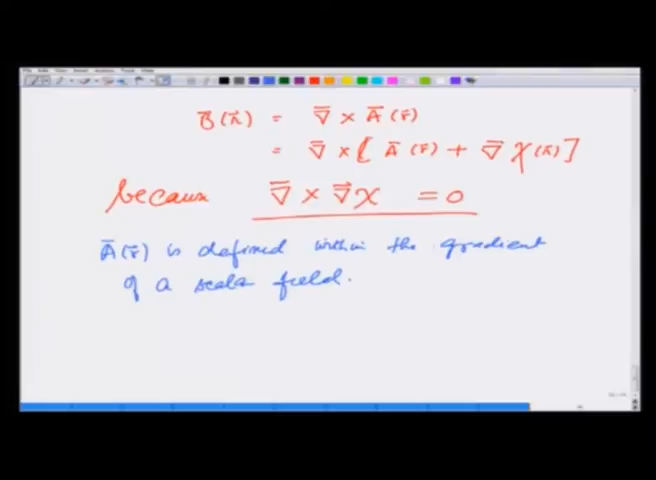 B̄(r̄) = ∇̄ × Ā(r̄)
= ∇̄ × [ Ā(r̄) + ∇̄ χ(r̄) ]
because ∇̄ × ∇̄χ = 0
Ā(r̄) is defined within the gradient
of a scalar field.